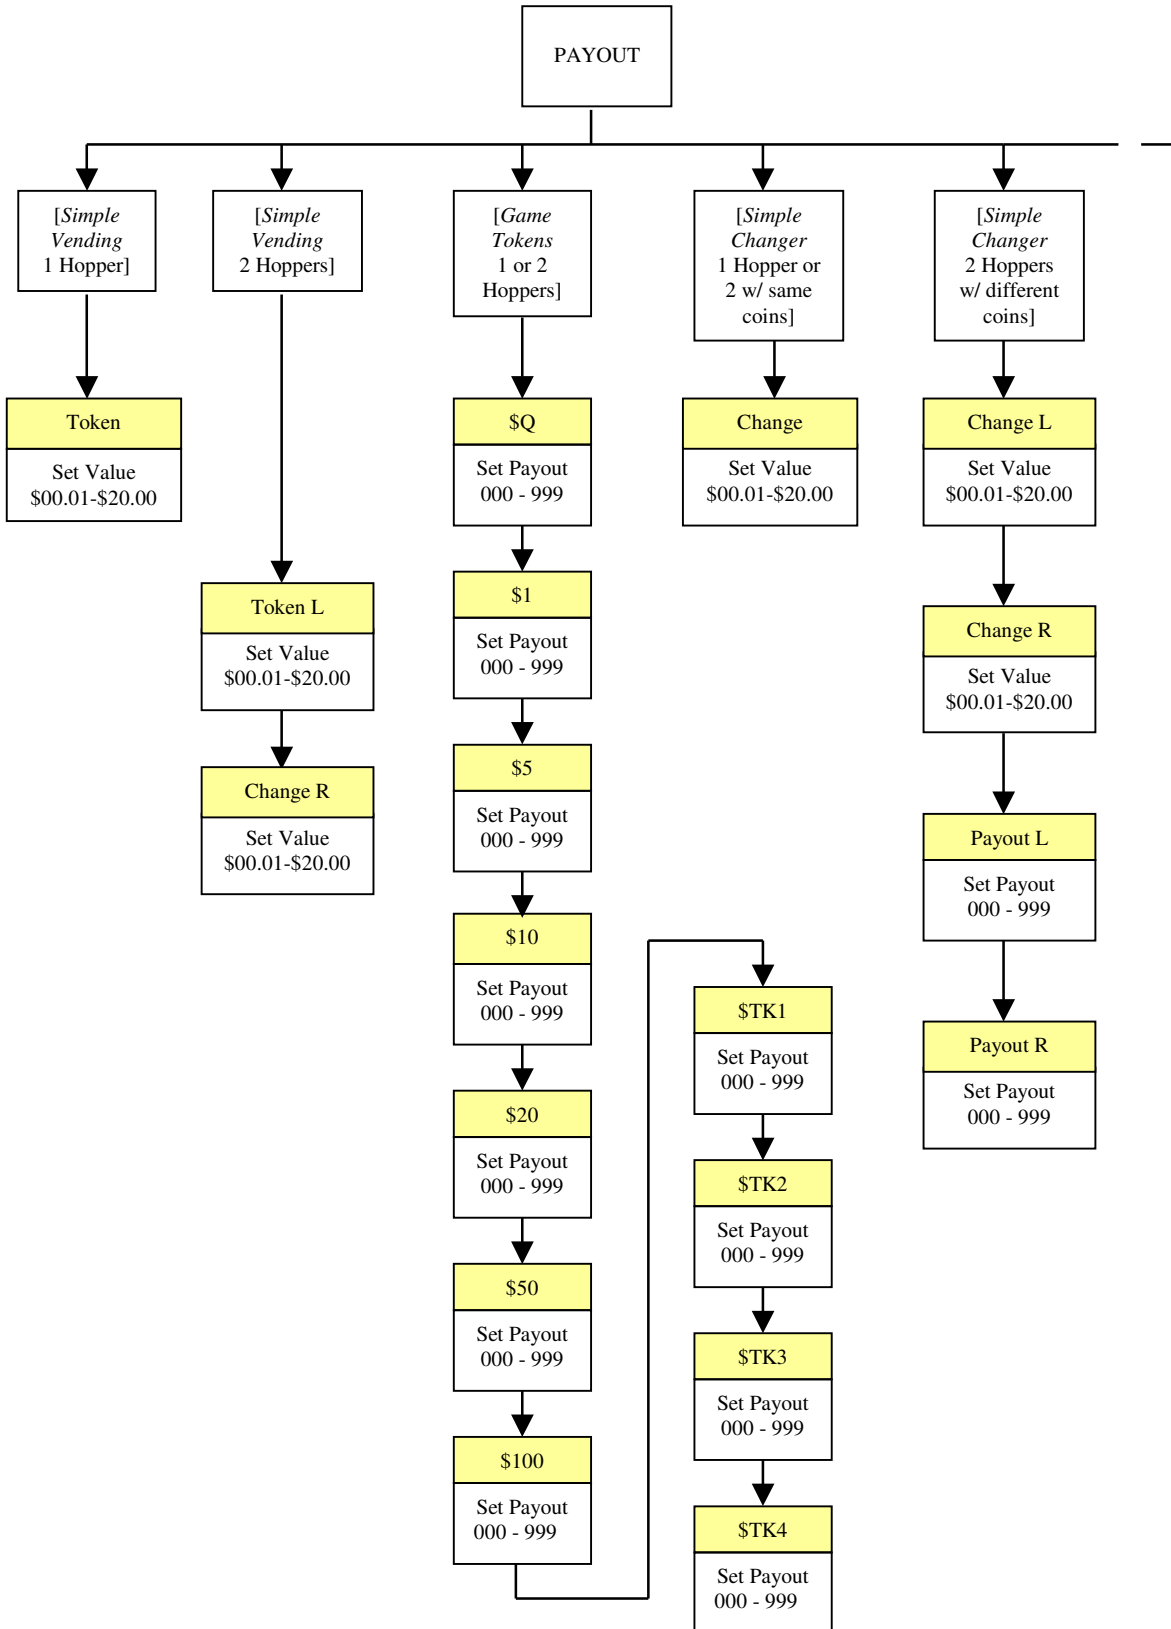 PAYOUT
[Simple
Vending
1 Hopper]
[Simple
Vending
2 Hoppers]
[Game
Tokens
1 or 2
Hoppers]
[Simple
Changer
1 Hopper or
2 w/ same
coins]
[Simple
Changer
2 Hoppers
w/ different
coins]
Token
Set Value
$00.01-$20.00
Token L
Set Value
$00.01-$20.00
Change R
Set Value
$00.01-$20.00
$Q
Set Payout
000 - 999
$1
Set Payout
000 - 999
$5
Set Payout
000 - 999
$10
Set Payout
000 - 999
$20
Set Payout
000 - 999
$50
Set Payout
000 - 999
$100
Set Payout
000 - 999
$TK1
Set Payout
000 - 999
$TK2
Set Payout
000 - 999
$TK3
Set Payout
000 - 999
$TK4
Set Payout
000 - 999
Change
Set Value
$00.01-$20.00
Change L
Set Value
$00.01-$20.00
Change R
Set Value
$00.01-$20.00
Payout L
Set Payout
000 - 999
Payout R
Set Payout
000 - 999